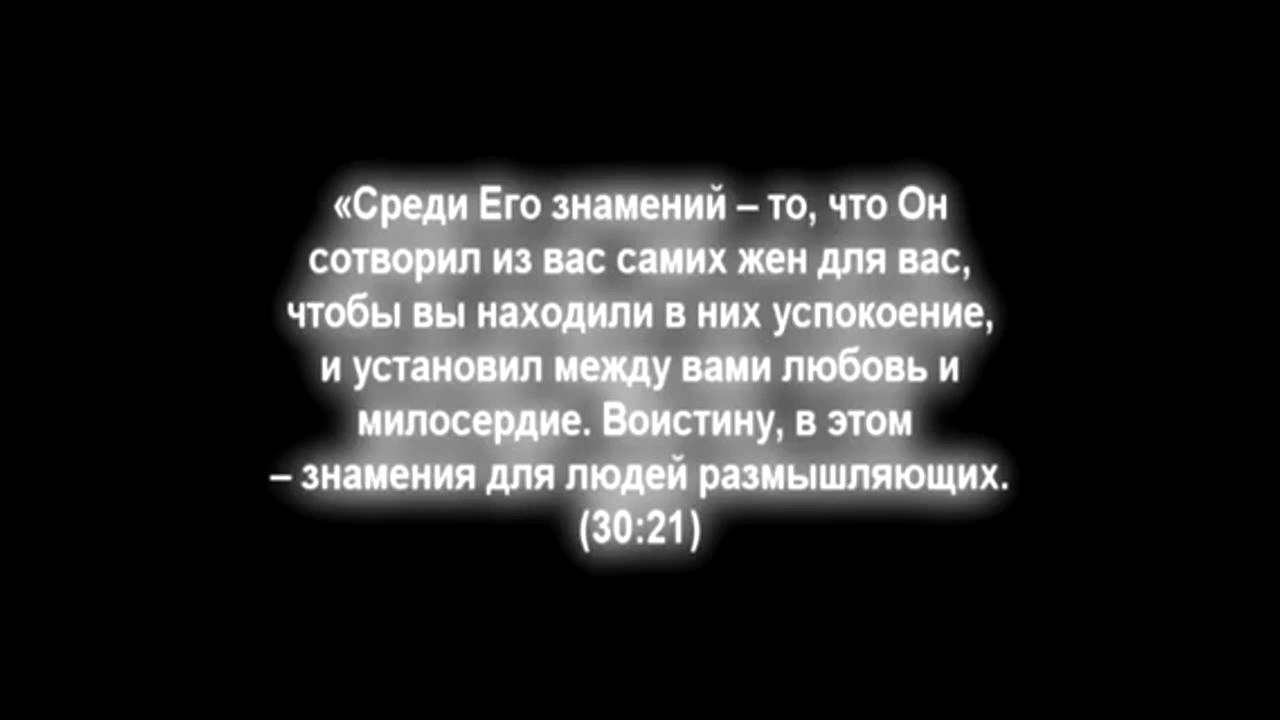 «Среди Его знамений – то, что Он
сотворил из вас самих жен для вас,
чтобы вы находили в них успокоение,
и установил между вами любовь и
милосердие. Воистину, в этом
– знамения для людей размышляющих.
(30:21)